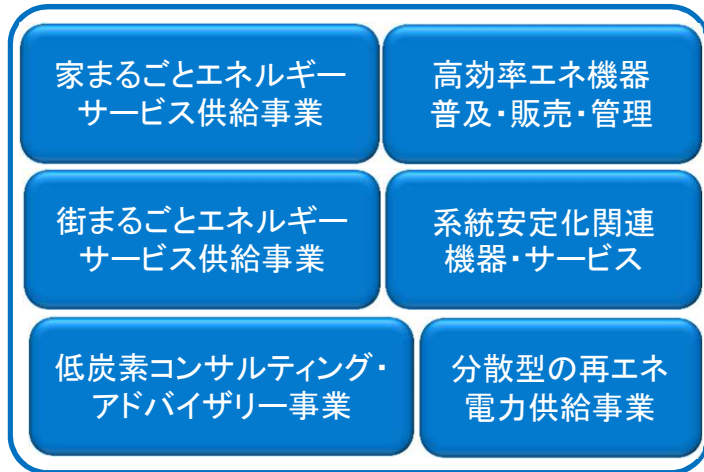 家まるごとエネルギー
サービス供給事業
高効率エネ機器
普及・販売・管理
街まるごとエネルギー
サービス供給事業
系統安定化関連
機器・サービス
低炭素コンサルティング・
アドバイザリー事業
分散型の再エネ
電力供給事業